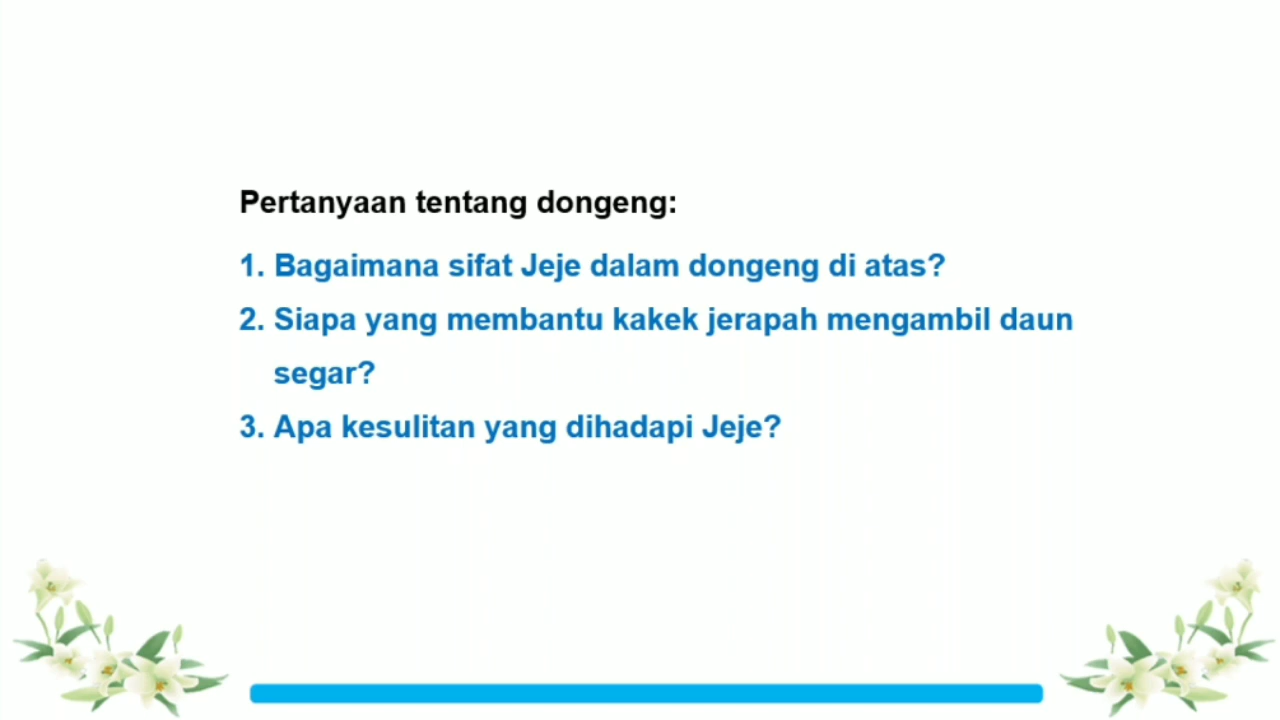 Pertanyaan tentang dongeng:
1. Bagaimana sifat Jeje dalam dongeng di atas?
2. Siapa yang membantu kakek jerapah mengambil daun
segar?
3. Apa kesulitan yang dihadapi Jeje?